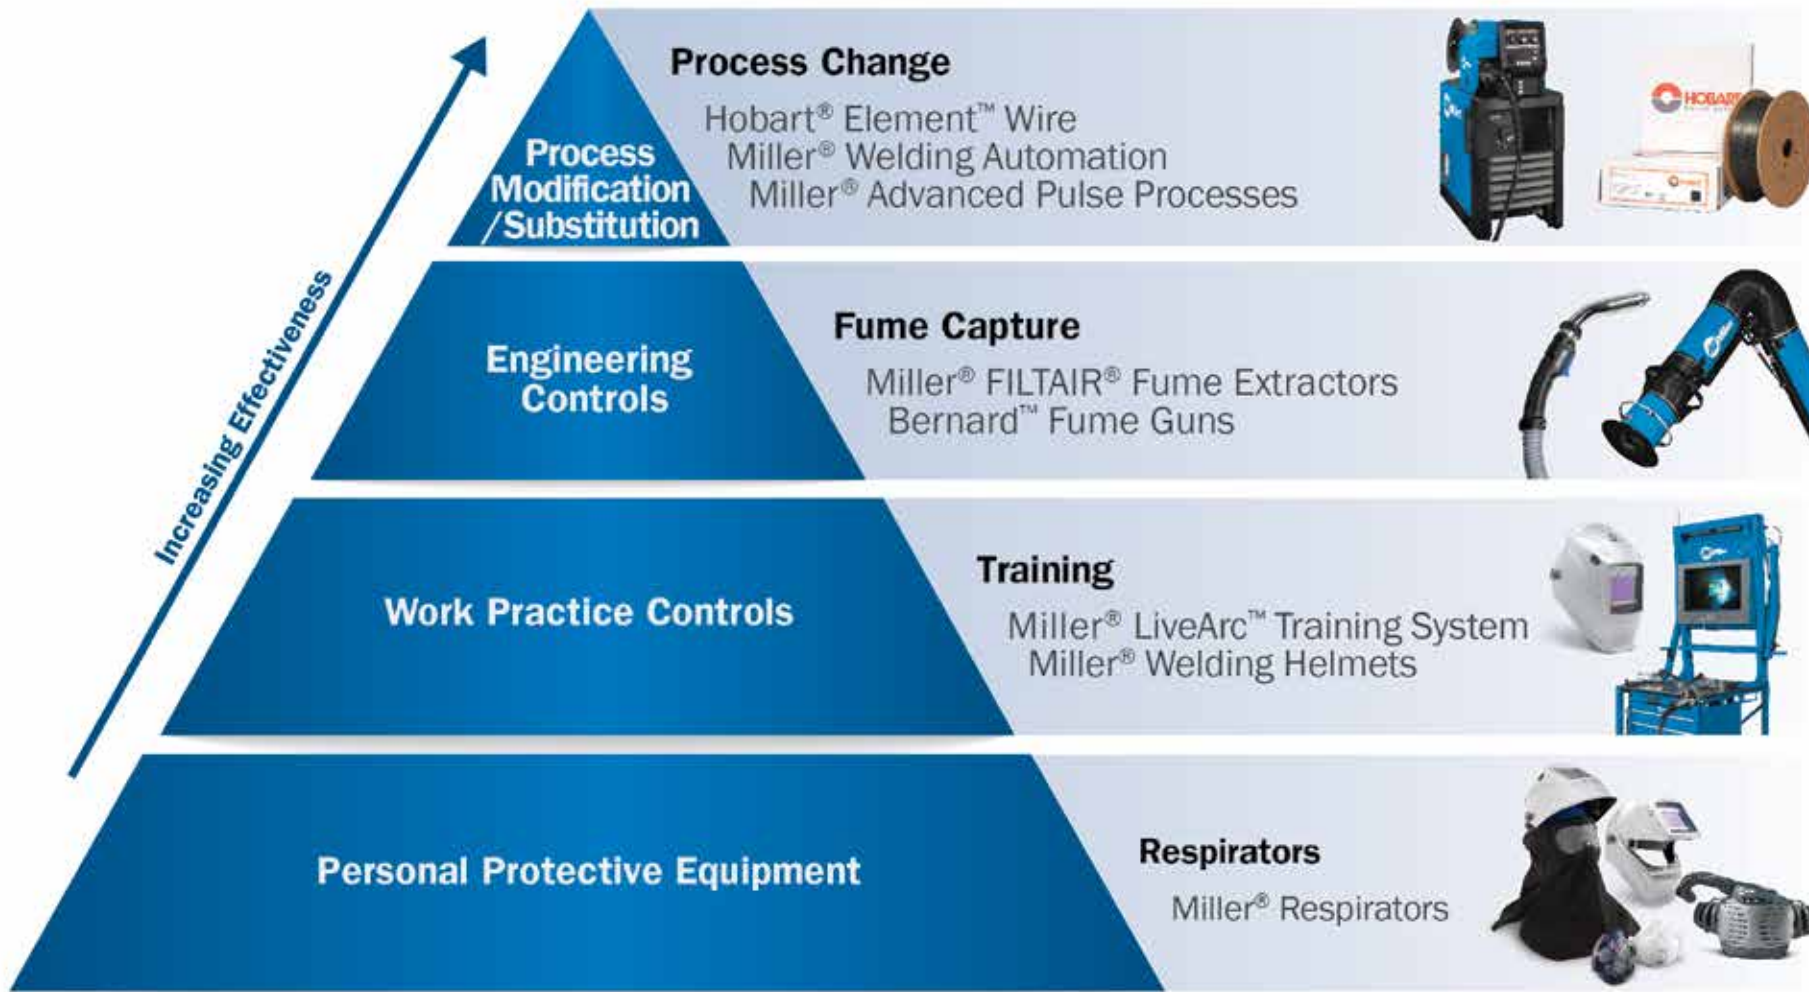 Increasing Effectiveness
Process
Modification
/Substitution
Process Change
Hobart® Element™ Wire
Miller® Welding Automation
Miller® Advanced Pulse Processes
HOBART
Engineering
Controls
Fume Capture
Miller® FILTAIR® Fume Extractors
Bernard™ Fume Guns
Miller
Work Practice Controls
Training
Miller® LiveArc™ Training System
Miller® Welding Helmets
Personal Protective Equipment
Respirators
Miller® Respirators